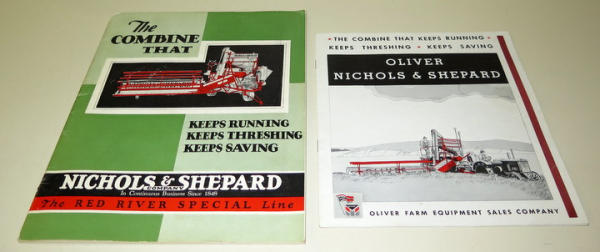 The
COMBINE
THAT
KEEPS RUNNING
KEEPS THRESHING
KEEPS SAVING
NICHOLS & SHEPARD
COMPANY
In Continuous Business Since 1848
The RED RIVER SPECIAL Line
• THE COMBINE THAT KEEPS RUNNING •
KEEPS THRESHING • KEEPS SAVING
OLIVER
NICHOLS & SHEPARD
OLIVER FARM EQUIPMENT SALES COMPANY